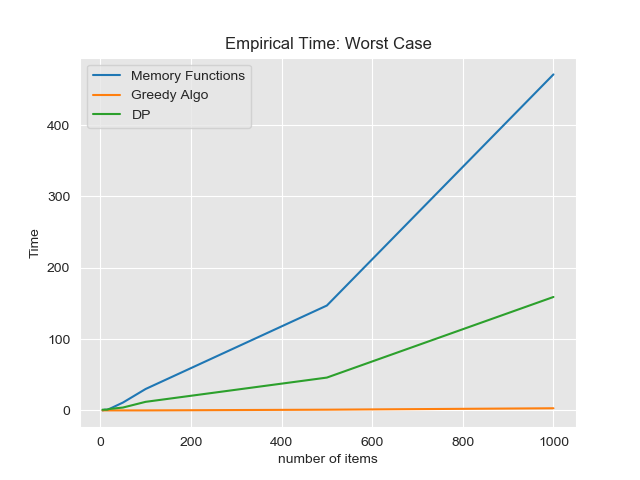 Empirical Time: Worst Case
Memory Functions
Greedy Algo
DP
400
300
200
100
0
Time
0 200 400 600 800 1000
number of items